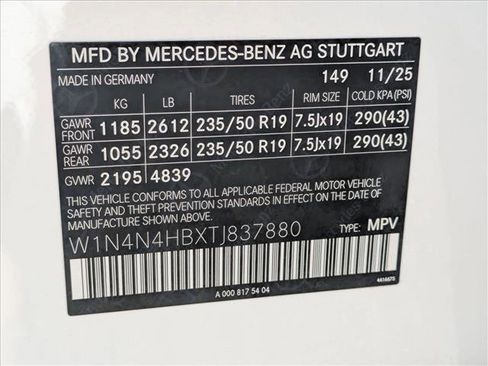 MFD BY MERCEDES-BENZ AG STUTTGART
MADE IN GERMANY 149 11/25
KG LB TIRES RIM SIZE COLD KPA(PSI)
GAWR FRONT 1185 2612 235/50 R19 7.5Jx19 290(43)
GAWR REAR 1055 2326 235/50 R19 7.5Jx19 290(43)
GVWR 2195 4839
THIS VEHICLE CONFORMS TO ALL APPLICABLE FEDERAL MOTOR VEHICLE
SAFETY AND THEFT PREVENTION STANDARDS IN EFFECT ON THE DATE
OF MANUFACTURE SHOWN ABOVE.
W1N4N4HBXTJ837880 TYPE: MPV
A 000 817 54 04